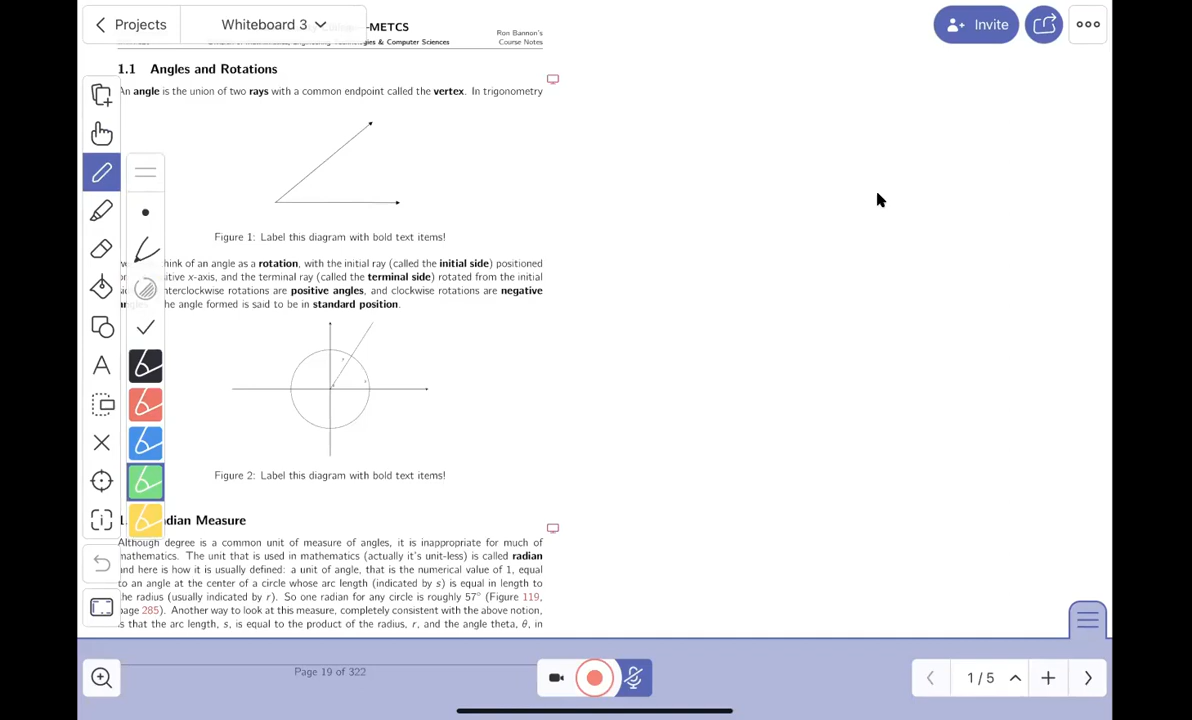 Projects
Whiteboard 3
-METCS
Ron Bannon's
& Computer Sciences
Course Notes
Invite
1.1 Angles and Rotations
An angle is the union of two rays with a common endpoint called the vertex. In trigonometry
Figure 1: Label this diagram with bold text items!
hink of an angle as a rotation, with the initial ray (called the initial side) positioned
itive x-axis, and the terminal ray (called the terminal side) rotated from the initial
nterclockwise rotations are positive angles, and clockwise rotations are negative
he angle formed is said to be in standard position.
Figure 2: Label this diagram with bold text items!
dian Measure
Although degree is a common unit of measure of angles, it is inappropriate for much of
mathematics. The unit that is used in mathematics (actually it's unit-less) is called radian
and here is how it is usually defined: a unit of angle, that is the numerical value of 1, equal
to an angle at the center of a circle whose arc length (indicated by s) is equal in length to
the radius (usually indicated by r). So one radian for any circle is roughly 57° (Figure 119,
page 285). Another way to look at this measure, completely consistent with the above notion,
is that the arc length, s, is equal to the product of the radius, r, and the angle theta, θ, in
Page 19 of 322
1 / 5